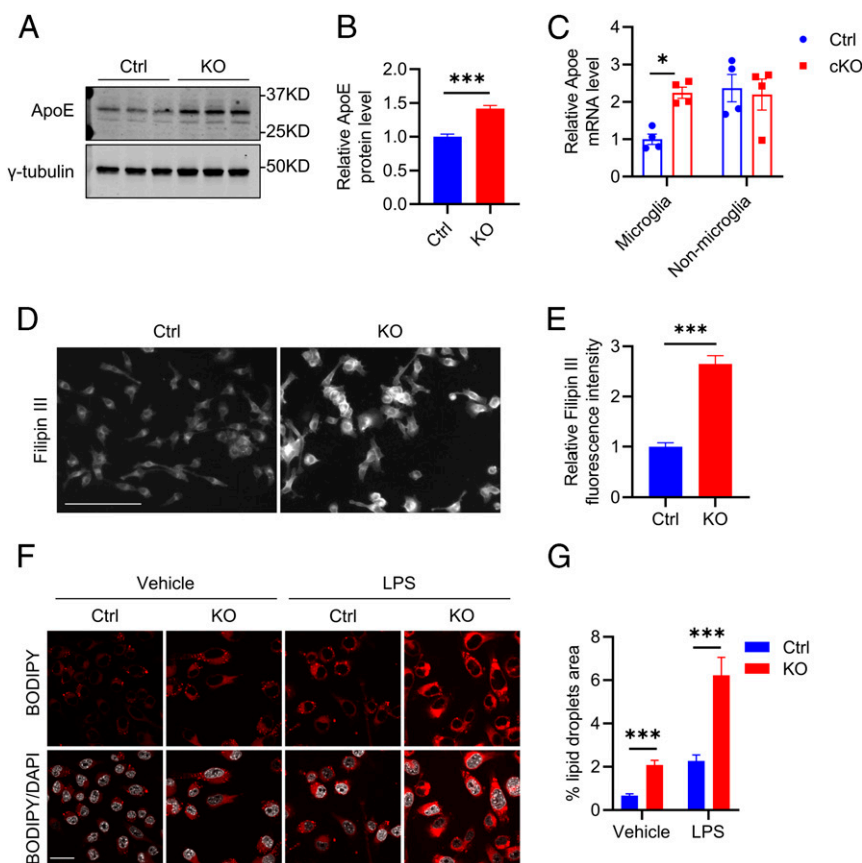 A
Ctrl KO
ApoE
-37KD
-25KD
γ-tubulin
-50KD
B
***
Relative ApoE
protein level
2.0
1.5
1.0
0.5
0.0
Ctrl
KO
C
Relative Apoe
mRNA level
4
3
2
1
0
*
Microglia
Non-microglia
Ctrl
cKO
D
Ctrl KO
Filipin III
E
***
Relative Filipin III
fluorescence intensity
3
2
1
0
Ctrl KO
F
Vehicle LPS
Ctrl KO Ctrl KO
BODIPY
BODIPY/DAPI
G
% lipid droplets area
8
6
4
2
0
***
***
Vehicle LPS
Ctrl
KO